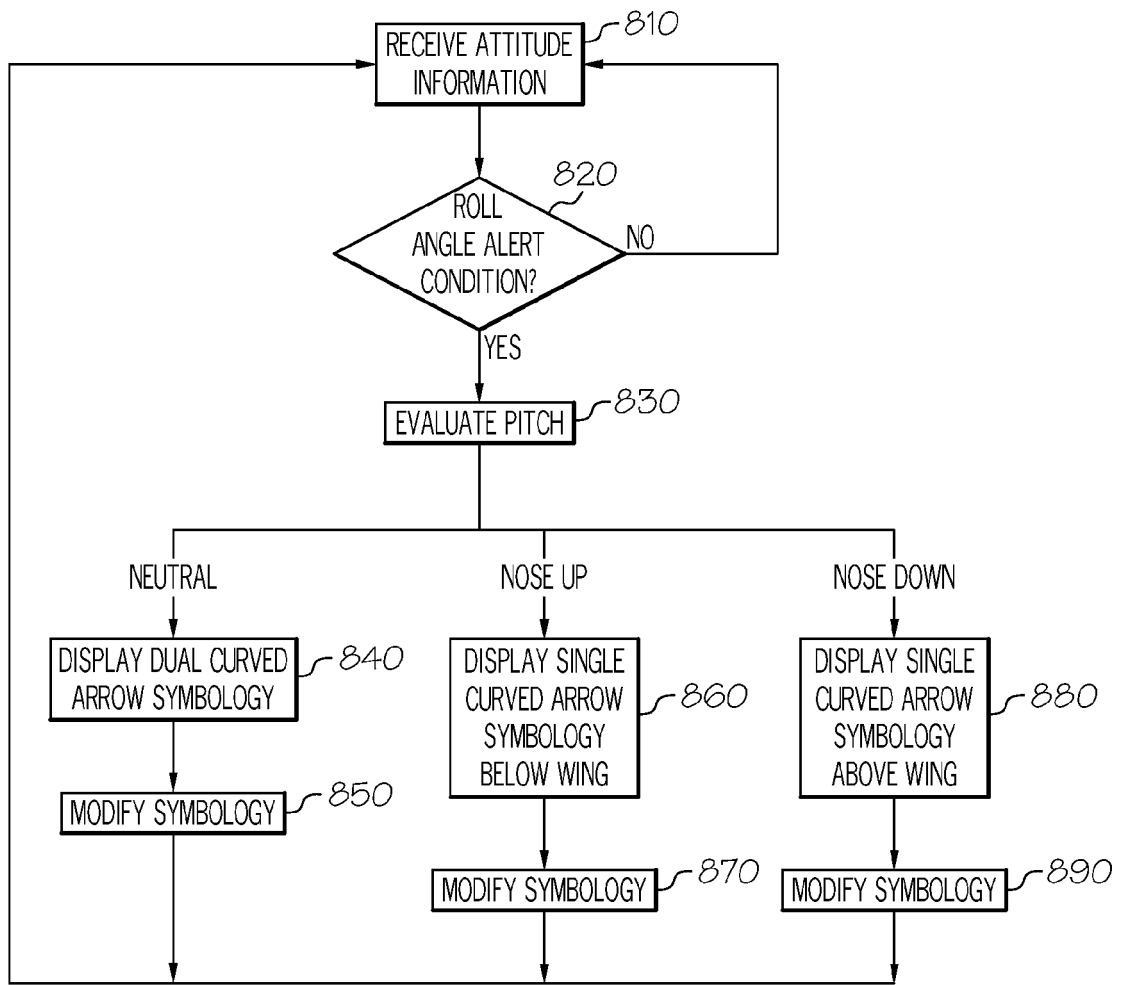 810
RECEIVE ATTITUDE
INFORMATION
820
ROLL
ANGLE ALERT
CONDITION?
NO
YES
830
EVALUATE PITCH
NEUTRAL
NOSE UP
NOSE DOWN
DISPLAY DUAL CURVED
ARROW SYMBOLOGY
840
DISPLAY SINGLE
CURVED ARROW
SYMBOLOGY
BELOW WING
860
DISPLAY SINGLE
CURVED ARROW
SYMBOLOGY
ABOVE WING
880
MODIFY SYMBOLOGY
850
MODIFY SYMBOLOGY
870
MODIFY SYMBOLOGY
890